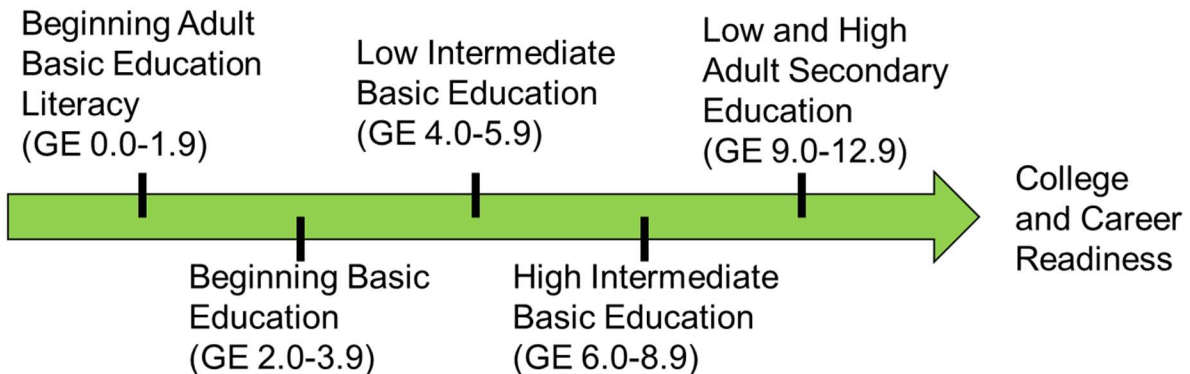 Beginning Adult
Basic Education
Literacy
(GE 0.0-1.9)
Beginning Basic
Education
(GE 2.0-3.9)
Low Intermediate
Basic Education
(GE 4.0-5.9)
High Intermediate
Basic Education
(GE 6.0-8.9)
Low and High
Adult Secondary
Education
(GE 9.0-12.9)
College
and Career
Readiness